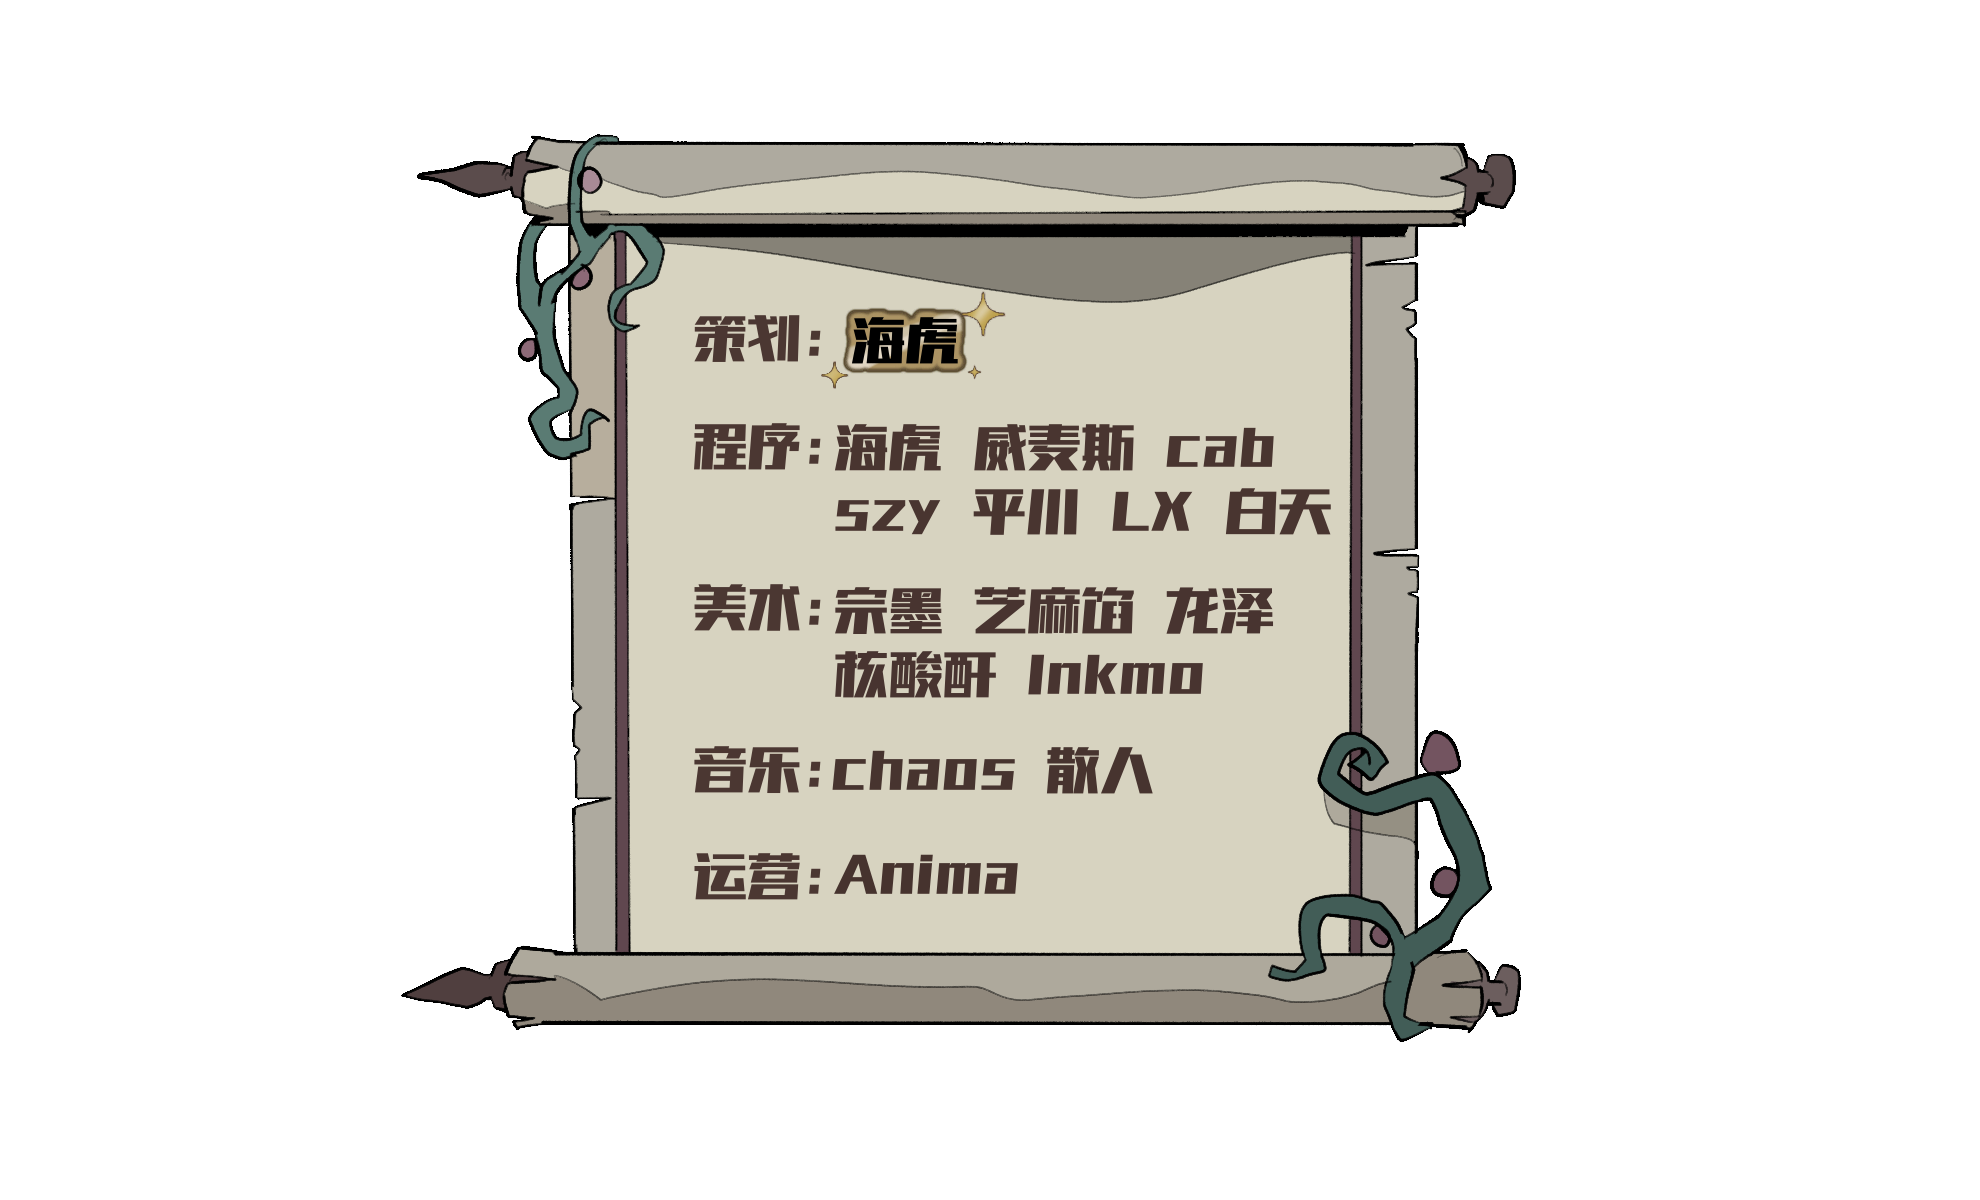 策划：海虎
程序：海虎 威麦斯 cab
szy 平川 LX 白天
美术：宗墨 芝麻馅 龙泽
核酸酐 Inkmo
音乐：chaos 散人
运营：Anima